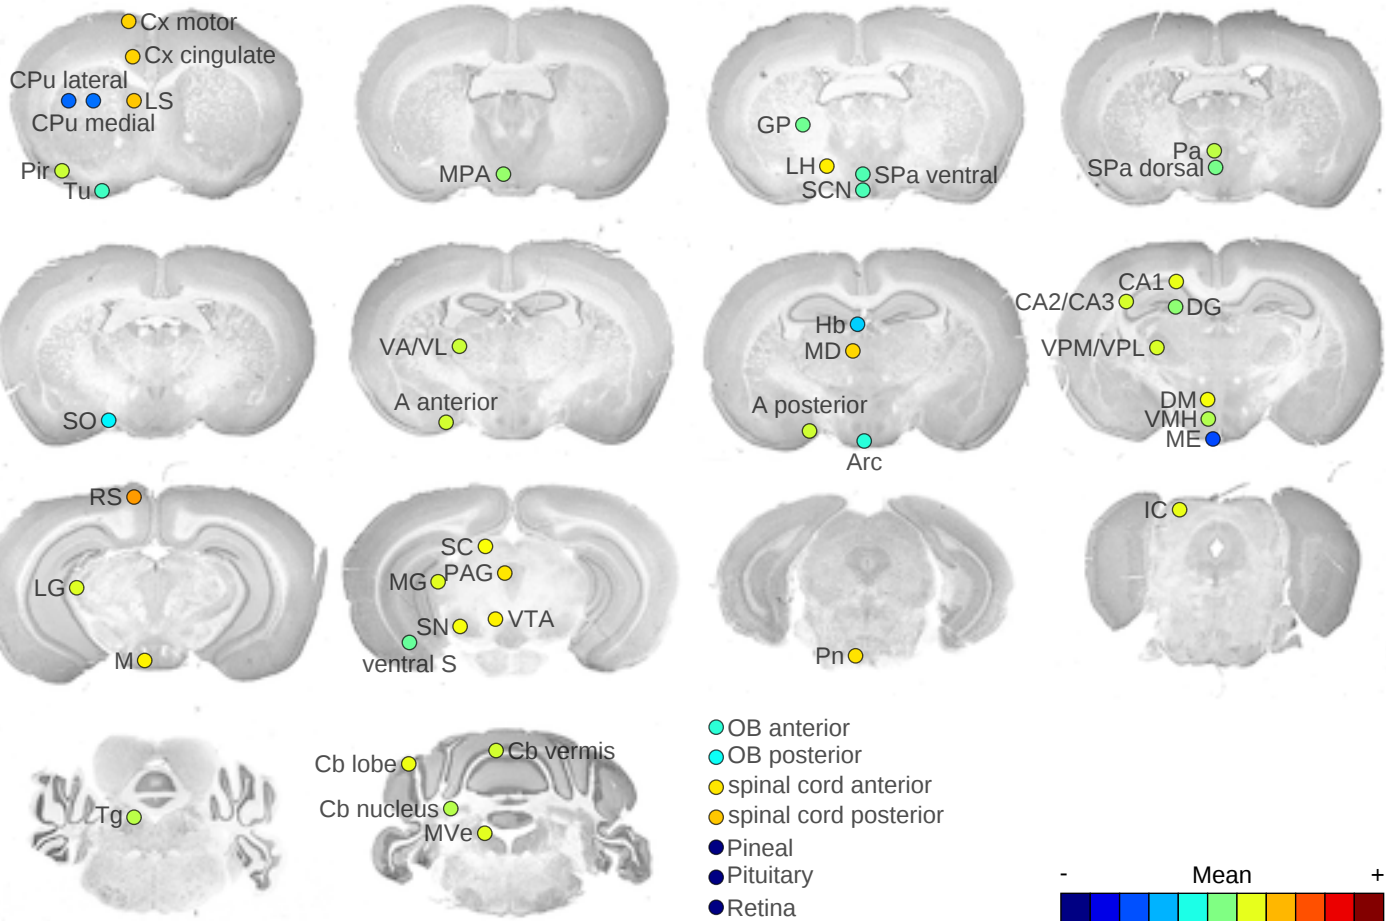 Cx motor
Cx cingulate
CPu lateral
LS
CPu medial
Pir
Tu
MPA
GP
LH
SPa ventral
SCN
Pa
SPa dorsal
SO
VA/VL
A anterior
Hb
MD
A posterior
Arc
CA1
CA2/CA3
DG
VPM/VPL
DM
VMH
ME
RS
LG
M
SC
MG
PAG
SN
VTA
ventral S
Pn
IC
Tg
Cb lobe
Cb vermis
Cb nucleus
MVe
OB anterior
OB posterior
spinal cord anterior
spinal cord posterior
Pineal
Pituitary
Retina
- Mean +